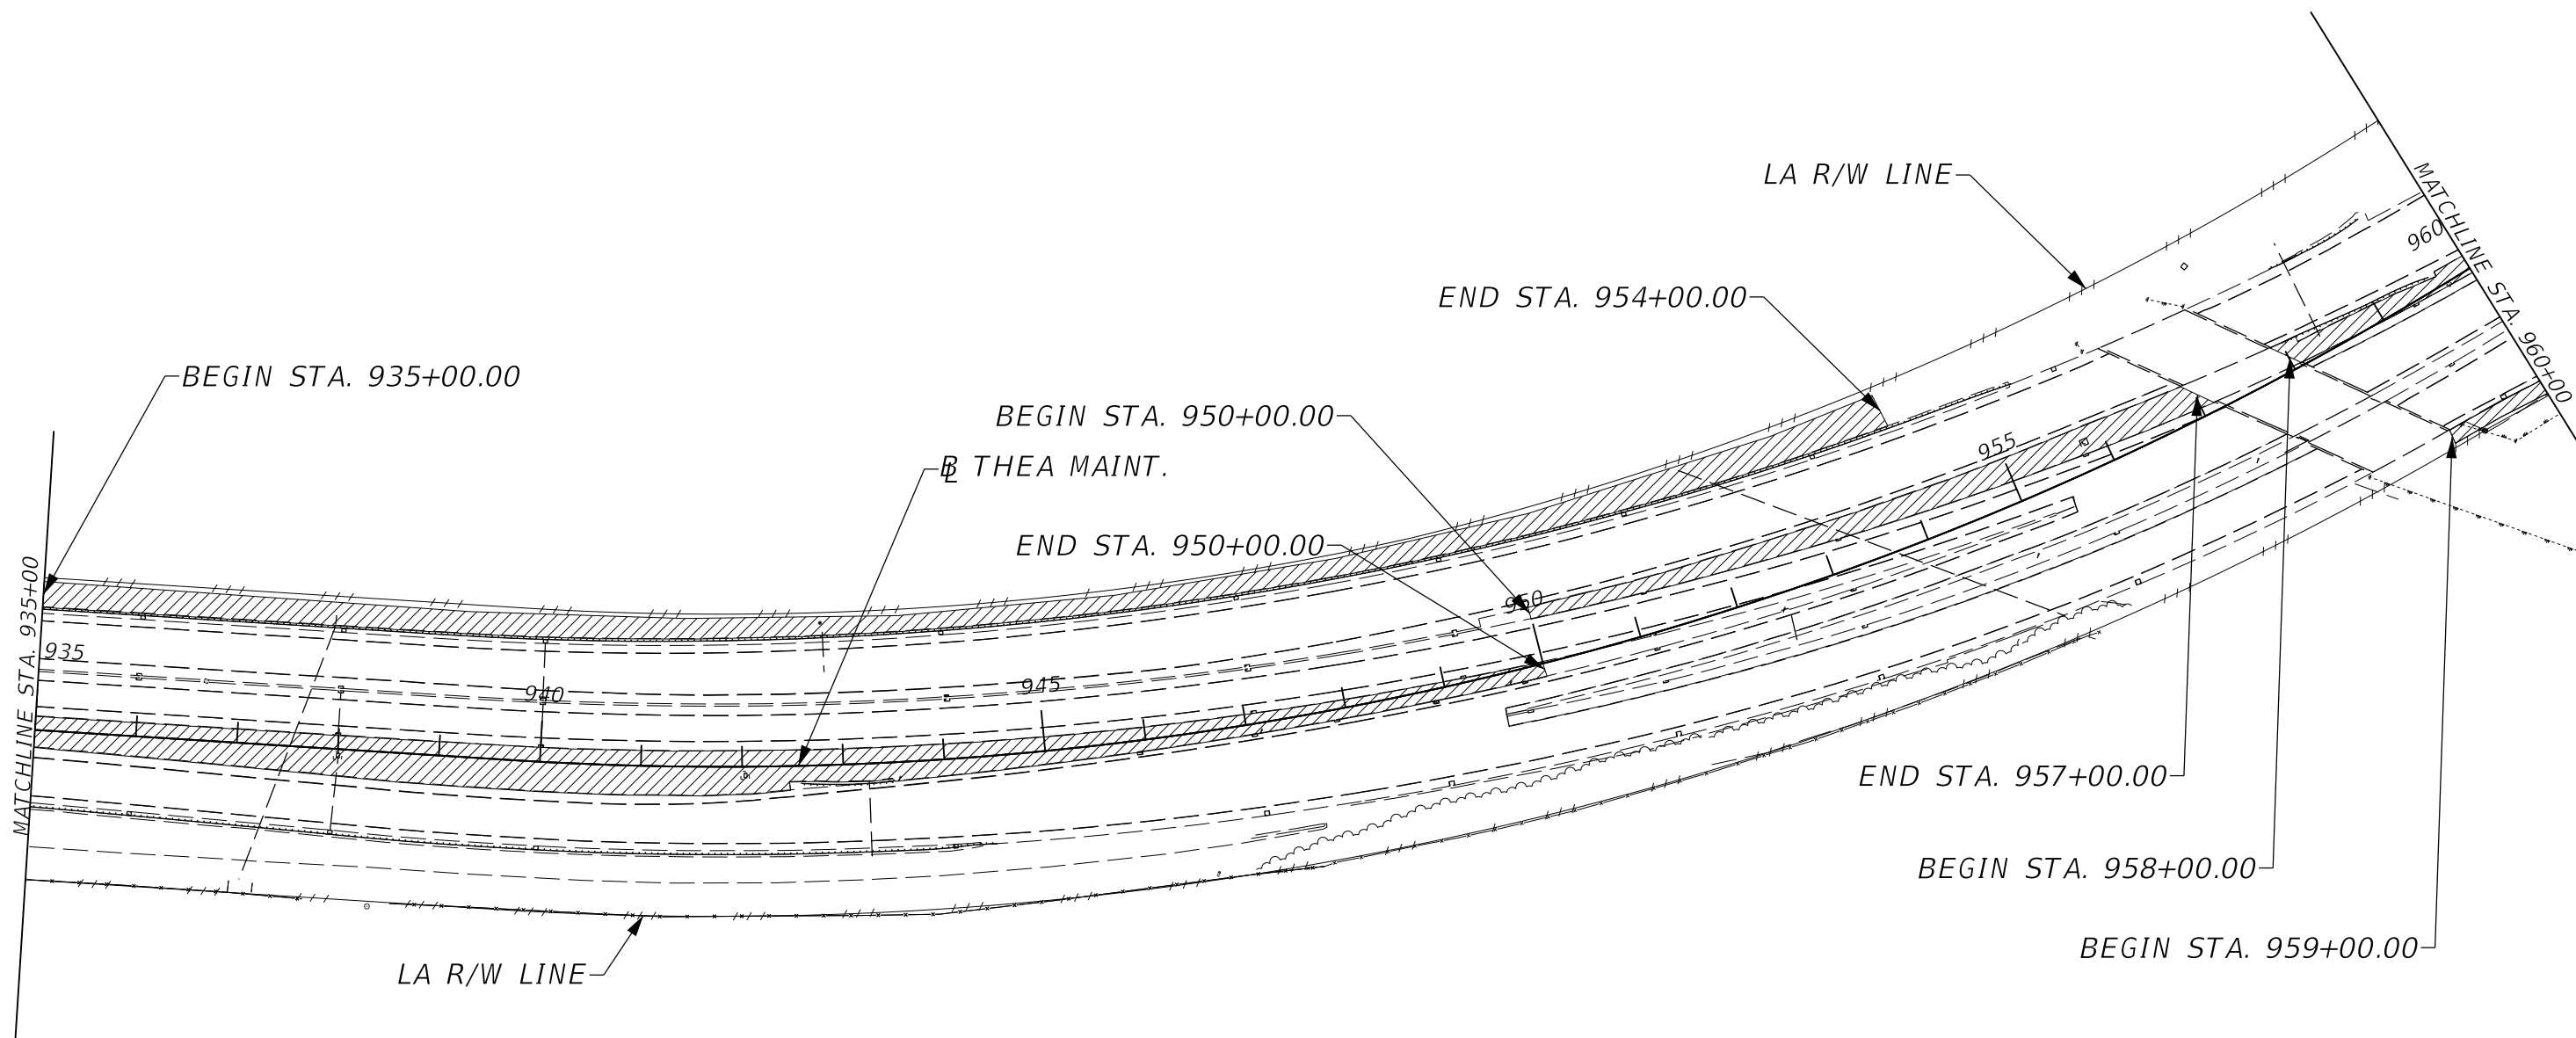 LA R/W LINE
MATCHLINE STA. 960+00
960
END STA. 954+00.00
BEGIN STA. 935+00.00
BEGIN STA. 950+00.00
955
BL THEA MAINT.
END STA. 950+00.00
950
MATCHLINE STA. 935+00
935
940
945
END STA. 957+00.00
BEGIN STA. 958+00.00
BEGIN STA. 959+00.00
LA R/W LINE